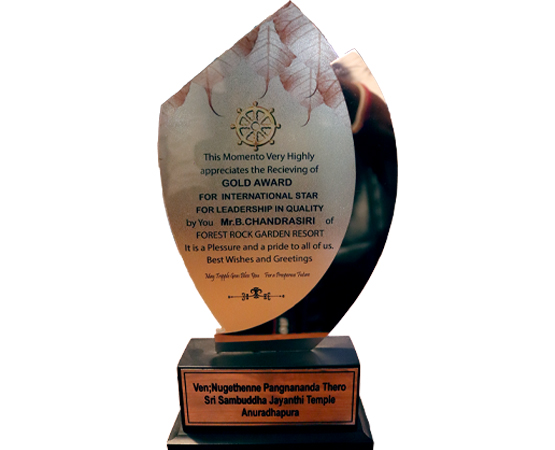 This Momento Very Highly
appreciates the Recieving of
GOLD AWARD
FOR INTERNATIONAL STAR
FOR LEADERSHIP IN QUALITY
by You Mr.B.CHANDRASIRI of
FOREST ROCK GARDEN RESORT
It is a Plessure and a pride to all of us.
Best Wishes and Greetings
May Tripple Gem Bles You For a Prosperous Future
Ven;Nugethenne Pangnananda Thero
Sri Sambuddha Jayanthi Temple
Anuradhapura